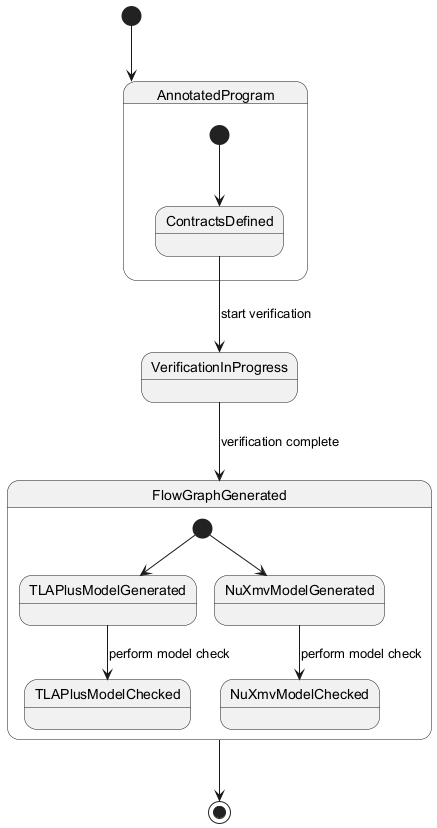 AnnotatedProgram
ContractsDefined
start verification
VerificationInProgress
verification complete
FlowGraphGenerated
TLAPlusModelGenerated
NuXmvModelGenerated
perform model check
perform model check
TLAPlusModelChecked
NuXmvModelChecked